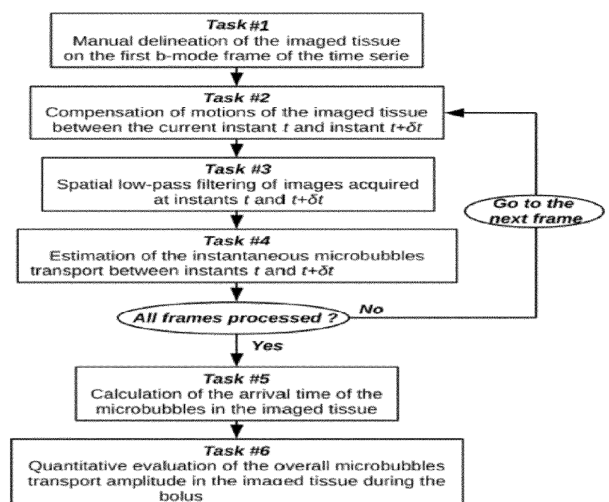 Task #1
Manual delineation of the imaged tissue
on the first b-mode frame of the time serie
Task #2
Compensation of motions of the imaged tissue
between the current instant t and instant t+δt
Task #3
Spatial low-pass filtering of images acquired
at instants t and t+δt
Go to the
next frame
Task #4
Estimation of the instantaneous microbubbles
transport between instants t and t+δt
All frames processed ?
No
Yes
Task #5
Calculation of the arrival time of the
microbubbles in the imaged tissue
Task #6
Quantitative evaluation of the overall microbubbles
transport amplitude in the imaged tissue during the
bolus